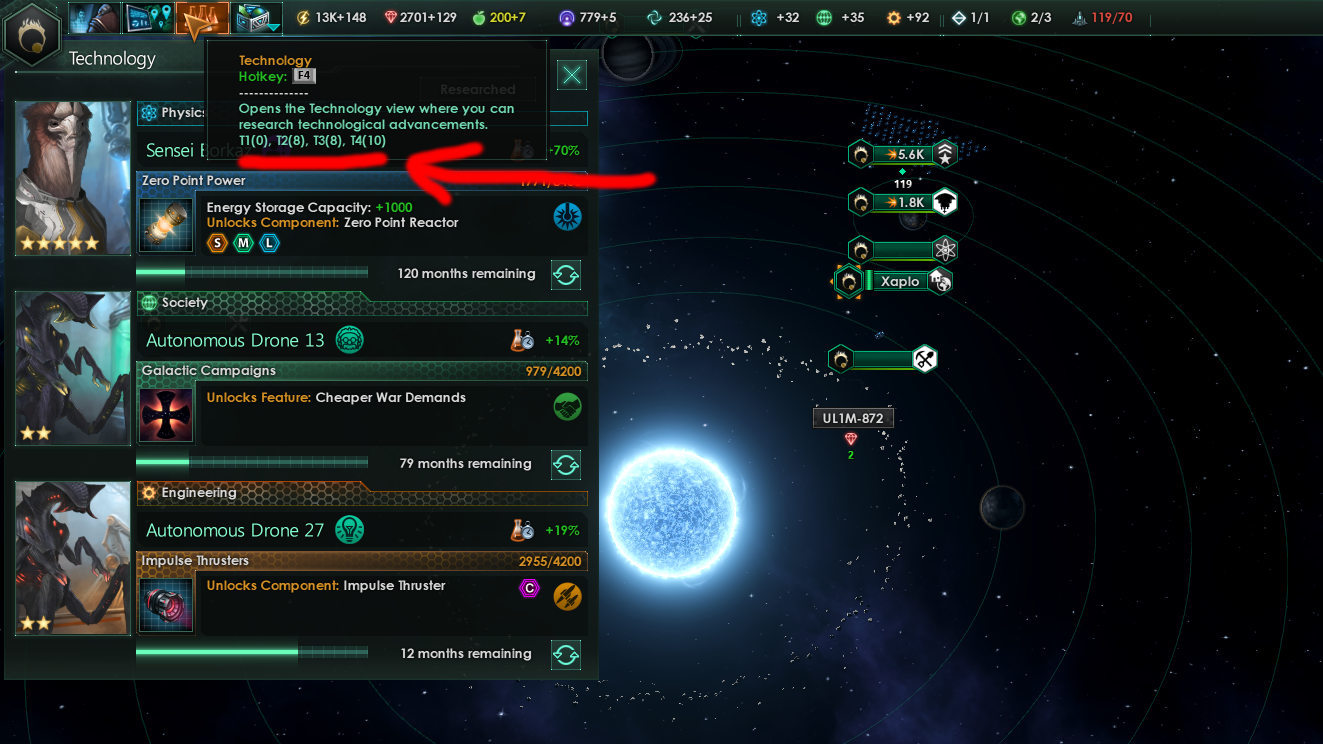 13K+148 2701+129 200+7 779+5 236+25 +32 +35 +92 1/1 2/3 119/70
Technology
Technology
Hotkey: F4
--------------
Opens the Technology view where you can
research technological advancements.
T1(0), T2(8), T3(8), T4(10)
Researched
Physics
Sensei +70%
Zero Point Power
Energy Storage Capacity: +1000
Unlocks Component: Zero Point Reactor
S M L
120 months remaining
Society
Autonomous Drone 13 +14%
Galactic Campaigns 979/4200
Unlocks Feature: Cheaper War Demands
79 months remaining
Engineering
Autonomous Drone 27 +19%
Impulse Thrusters 2955/4200
Unlocks Component: Impulse Thruster C
12 months remaining
5.6K
119
1.8K
Xaplo
UL1M-872
2